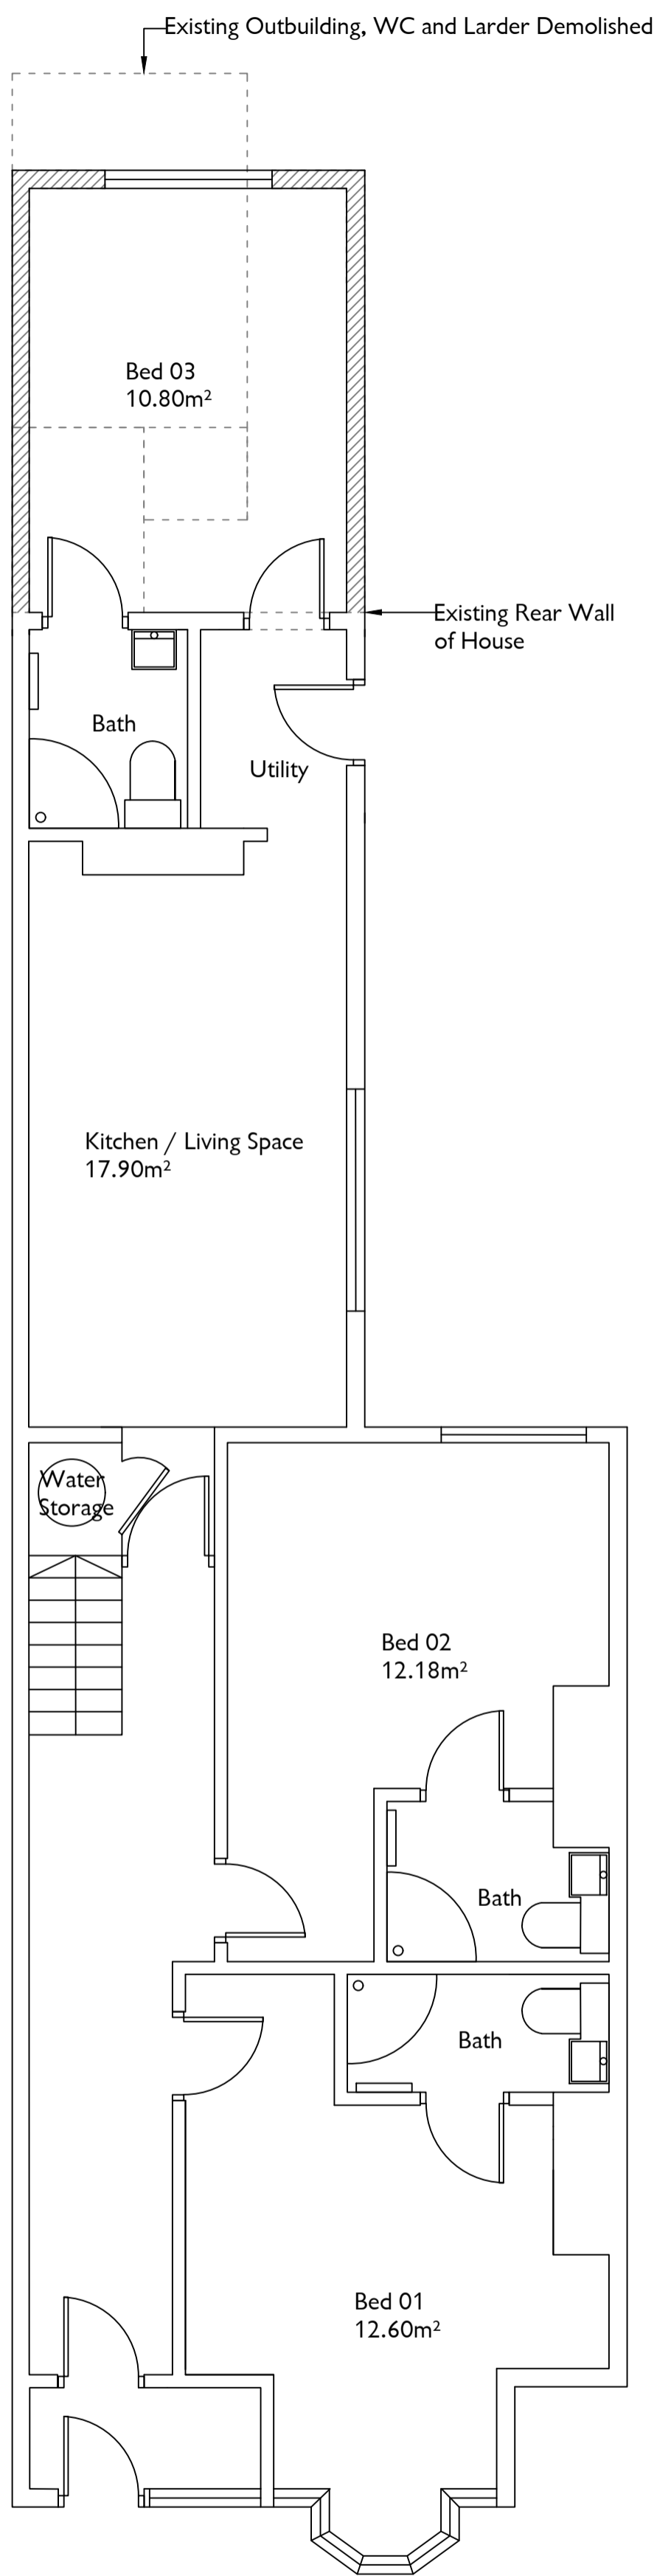 Existing Outbuilding, WC and Larder Demolished
Bed 03
10.80m²
Existing Rear Wall
of House
Bath
Utility
Kitchen / Living Space
17.90m²
Water
Storage
Bed 02
12.18m²
Bath
Bath
Bed 01
12.60m²